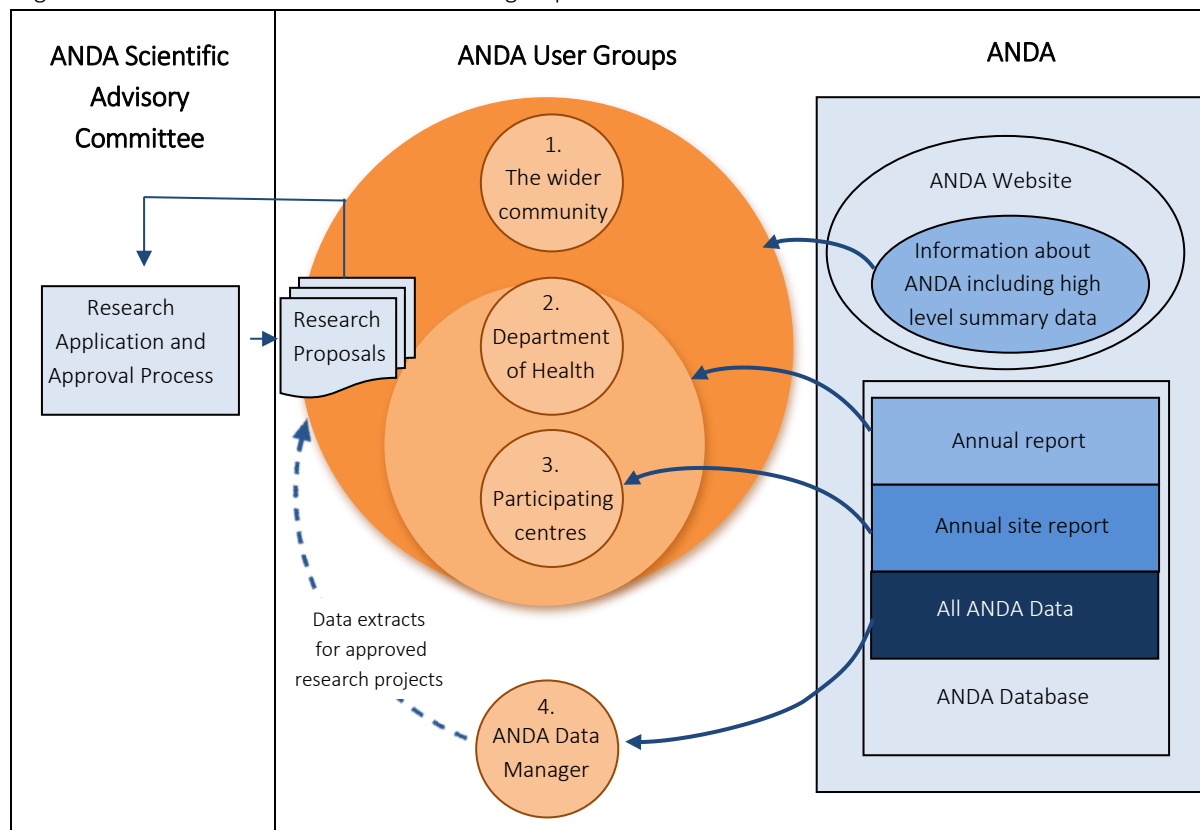 ANDA Scientific
Advisory
Committee
ANDA User Groups
ANDA
1.
The wider
community
ANDA Website
Information about
ANDA including high
level summary data
Research
Application and
Approval Process
Research
Proposals
2.
Department
of Health
3.
Participating
centres
Annual report
Annual site report
All ANDA Data
ANDA Database
Data extracts
for approved
research projects
4.
ANDA Data
Manager